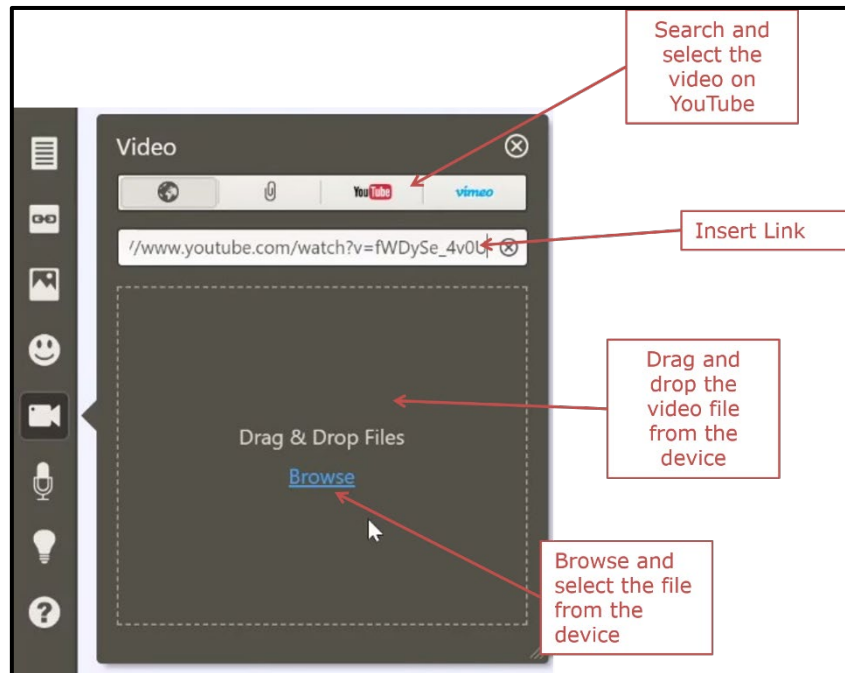 Search and
select the
video on
YouTube
Video
YouTube
vimeo
//www.youtube.com/watch?v=fWDySe_4v0U
Insert Link
Drag and
drop the
video file
from the
device
Drag & Drop Files
Browse
Browse and
select the file
from the
device